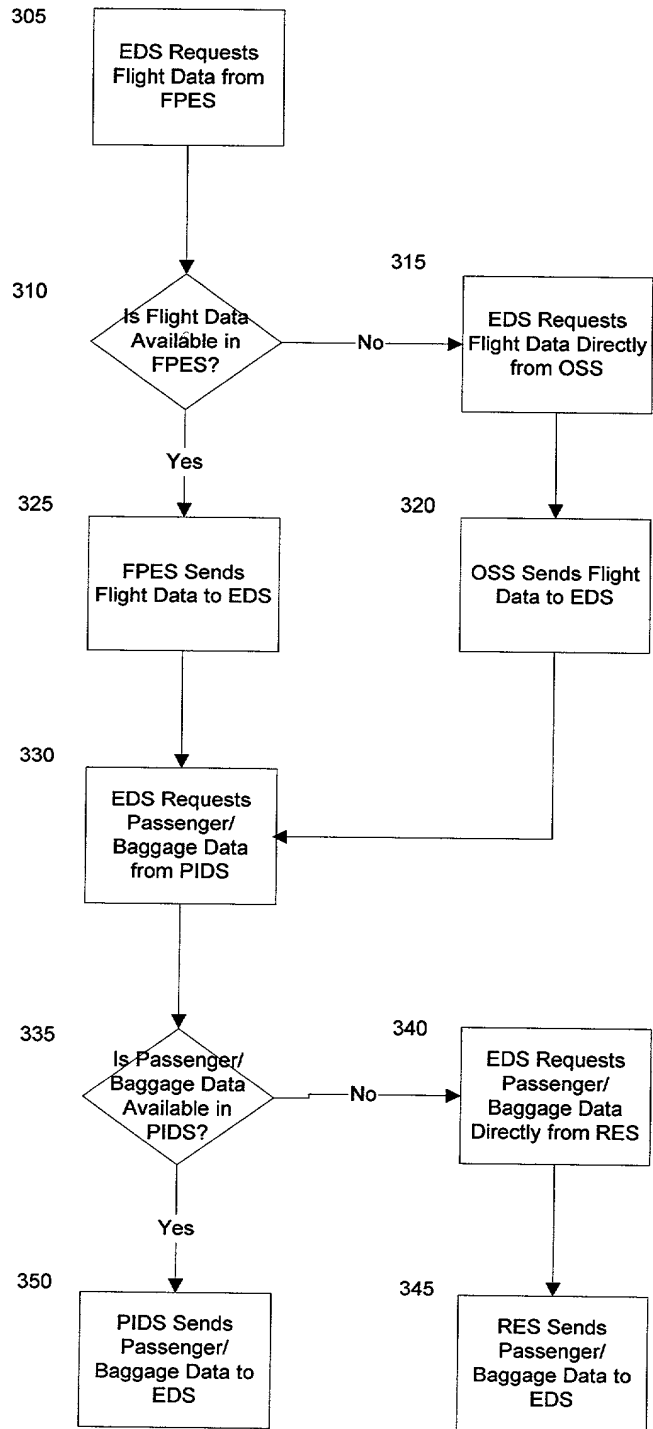 305
EDS Requests
Flight Data from
FPES
310
Is Flight Data
Available in
FPES?
No
315
EDS Requests
Flight Data Directly
from OSS
Yes
325
FPES Sends
Flight Data to EDS
320
OSS Sends Flight
Data to EDS
330
EDS Requests
Passenger/
Baggage Data
from PIDS
335
Is Passenger/
Baggage Data
Available in
PIDS?
No
340
EDS Requests
Passenger/
Baggage Data
Directly from RES
Yes
350
PIDS Sends
Passenger/
Baggage Data to
EDS
345
RES Sends
Passenger/
Baggage Data to
EDS